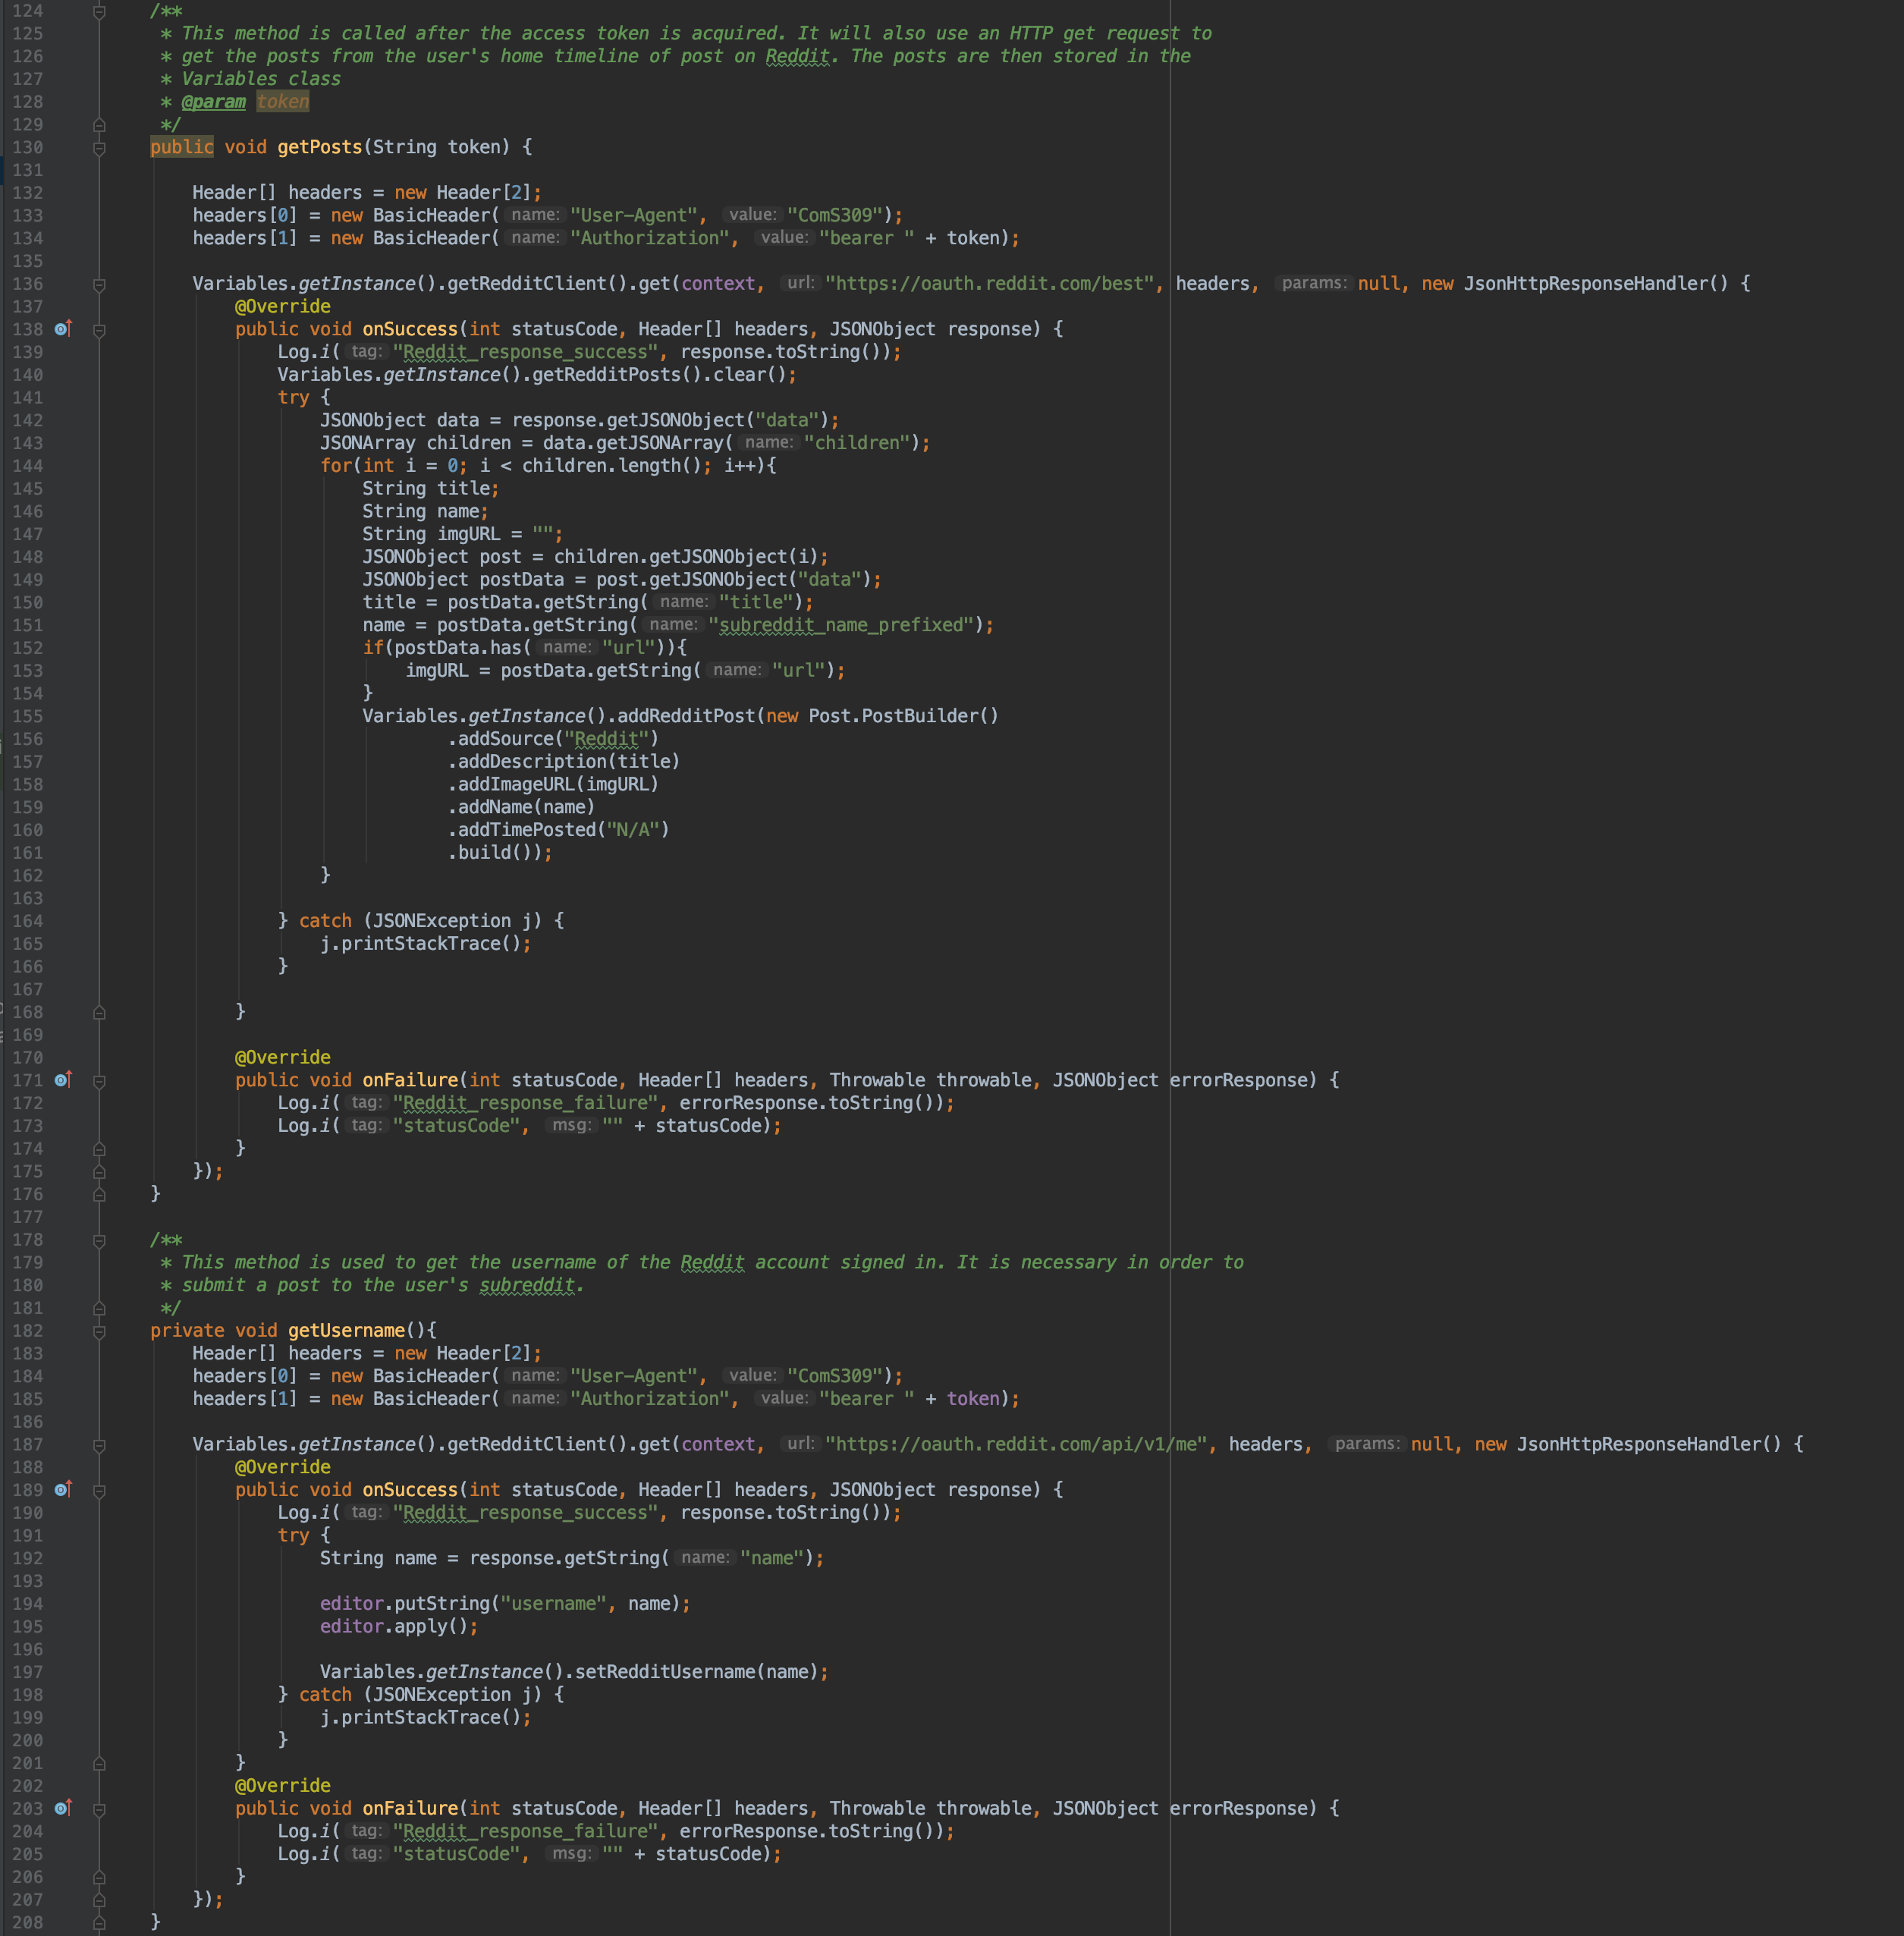 124 /**
125 * This method is called after the access token is acquired. It will also use an HTTP get request to
126 * get the posts from the user's home timeline of post on Reddit. The posts are then stored in the
127 * Variables class
128 * @param token
129 */
130 public void getPosts(String token) {
131
132 Header[] headers = new Header[2];
133 headers[0] = new BasicHeader( name: "User-Agent", value: "ComS309");
134 headers[1] = new BasicHeader( name: "Authorization", value: "bearer " + token);
135
136 Variables.getInstance().getRedditClient().get(context, url: "https://oauth.reddit.com/best", headers, params: null, new JsonHttpResponseHandler() {
137 @Override
138 public void onSuccess(int statusCode, Header[] headers, JSONObject response) {
139 Log.i( tag: "Reddit_response_success", response.toString());
140 Variables.getInstance().getRedditPosts().clear();
141 try {
142 JSONObject data = response.getJSONObject("data");
143 JSONArray children = data.getJSONArray( name: "children");
144 for(int i = 0; i < children.length(); i++){
145 String title;
146 String name;
147 String imgURL = "";
148 JSONObject post = children.getJSONObject(i);
149 JSONObject postData = post.getJSONObject("data");
150 title = postData.getString( name: "title");
151 name = postData.getString( name: "subreddit_name_prefixed");
152 if(postData.has( name: "url")){
153 imgURL = postData.getString( name: "url");
154 }
155 Variables.getInstance().addRedditPost(new Post.PostBuilder()
156 .addSource("Reddit")
157 .addDescription(title)
158 .addImageURL(imgURL)
159 .addName(name)
160 .addTimePosted("N/A")
161 .build());
162 }
163
164 } catch (JSONException j) {
165 j.printStackTrace();
166 }
167
168 }
169
170 @Override
171 public void onFailure(int statusCode, Header[] headers, Throwable throwable, JSONObject errorResponse) {
172 Log.i( tag: "Reddit_response_failure", errorResponse.toString());
173 Log.i( tag: "statusCode", msg: "" + statusCode);
174 }
175 });
176 }
177
178 /**
179 * This method is used to get the username of the Reddit account signed in. It is necessary in order to
180 * submit a post to the user's subreddit.
181 */
182 private void getUsername(){
183 Header[] headers = new Header[2];
184 headers[0] = new BasicHeader( name: "User-Agent", value: "ComS309");
185 headers[1] = new BasicHeader( name: "Authorization", value: "bearer " + token);
186
187 Variables.getInstance().getRedditClient().get(context, url: "https://oauth.reddit.com/api/v1/me", headers, params: null, new JsonHttpResponseHandler() {
188 @Override
189 public void onSuccess(int statusCode, Header[] headers, JSONObject response) {
190 Log.i( tag: "Reddit_response_success", response.toString());
191 try {
192 String name = response.getString( name: "name");
193
194 editor.putString("username", name);
195 editor.apply();
196
197 Variables.getInstance().setRedditUsername(name);
198 } catch (JSONException j) {
199 j.printStackTrace();
200 }
201 }
202 @Override
203 public void onFailure(int statusCode, Header[] headers, Throwable throwable, JSONObject errorResponse) {
204 Log.i( tag: "Reddit_response_failure", errorResponse.toString());
205 Log.i( tag: "statusCode", msg: "" + statusCode);
206 }
207 });
208 }